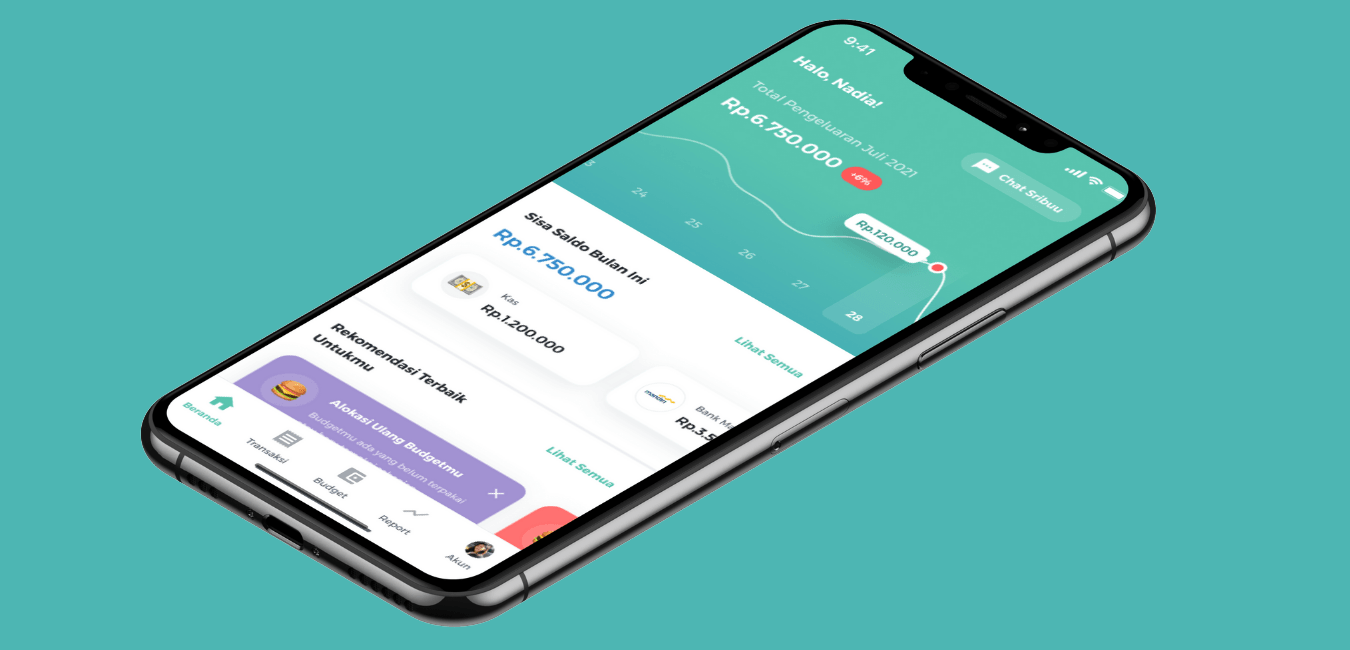 9:41
Halo, Nadia!
Total Pengeluaran Juli 2021
Rp.6.750.000
+6%
Chat Sribuu
Rp.120.000
24
25
26
27
28
Sisa Saldo Bulan Ini
Rp.6.750.000
Lihat Semua
Kas
Rp.1.200.000
mandiri
Bank
Rp.3.5
Rekomendasi Terbaik
Untukmu
Lihat Semua
Alokasi Ulang Budgetmu
Budgetmu ada yang belum terpakai
Beranda
Transaksi
Budget
Report
Akun